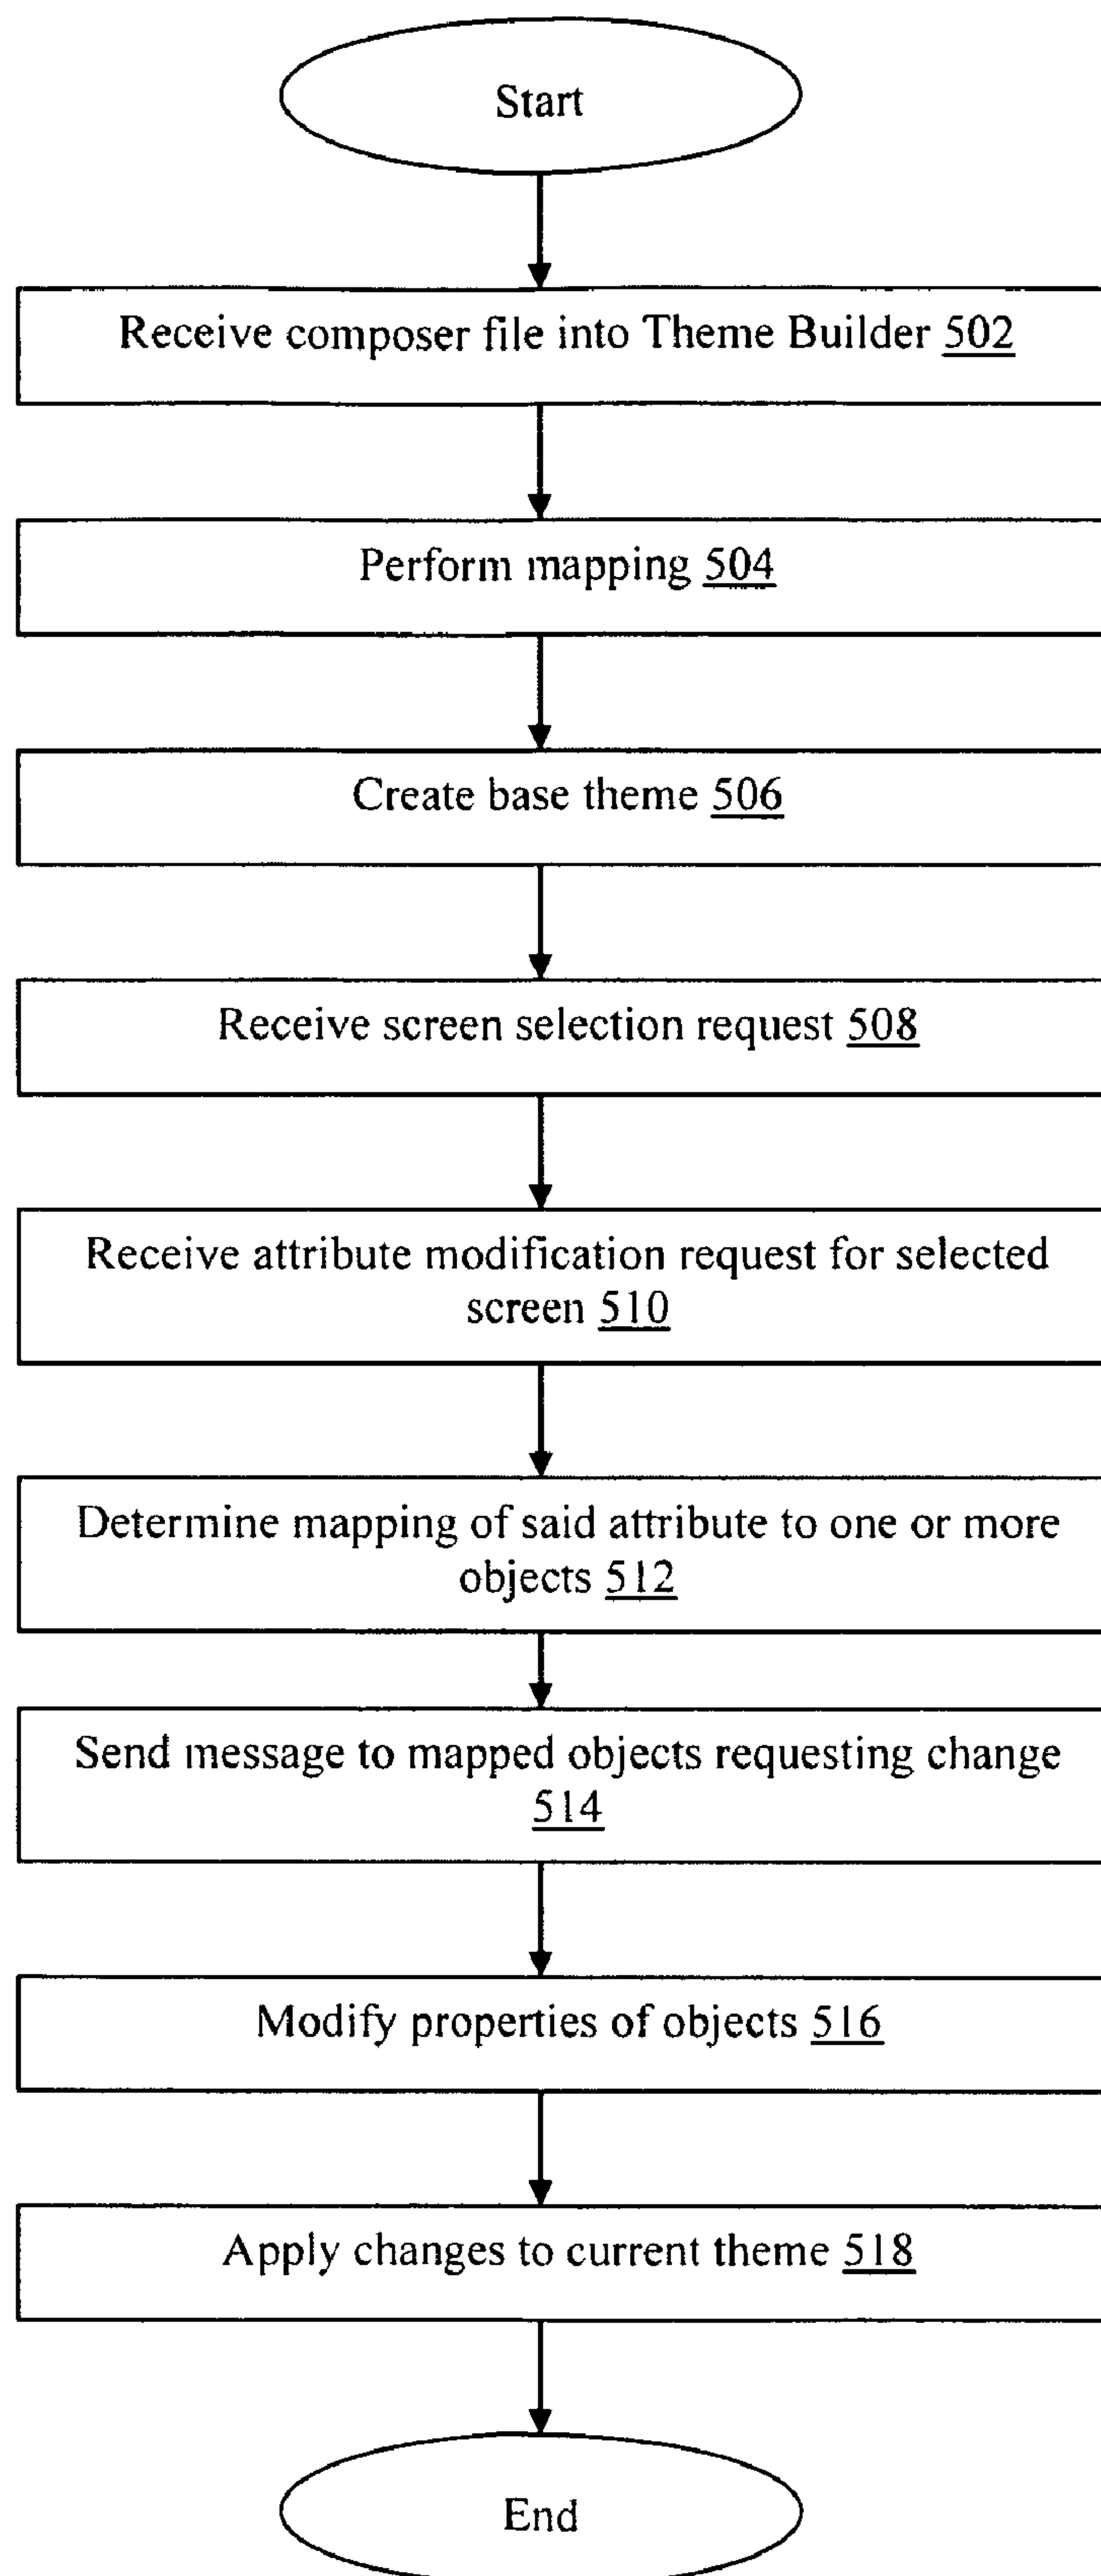 Start
Receive composer file into Theme Builder 502
Perform mapping 504
Create base theme 506
Receive screen selection request 508
Receive attribute modification request for selected
screen 510
Determine mapping of said attribute to one or more
objects 512
Send message to mapped objects requesting change
514
Modify properties of objects 516
Apply changes to current theme 518
End